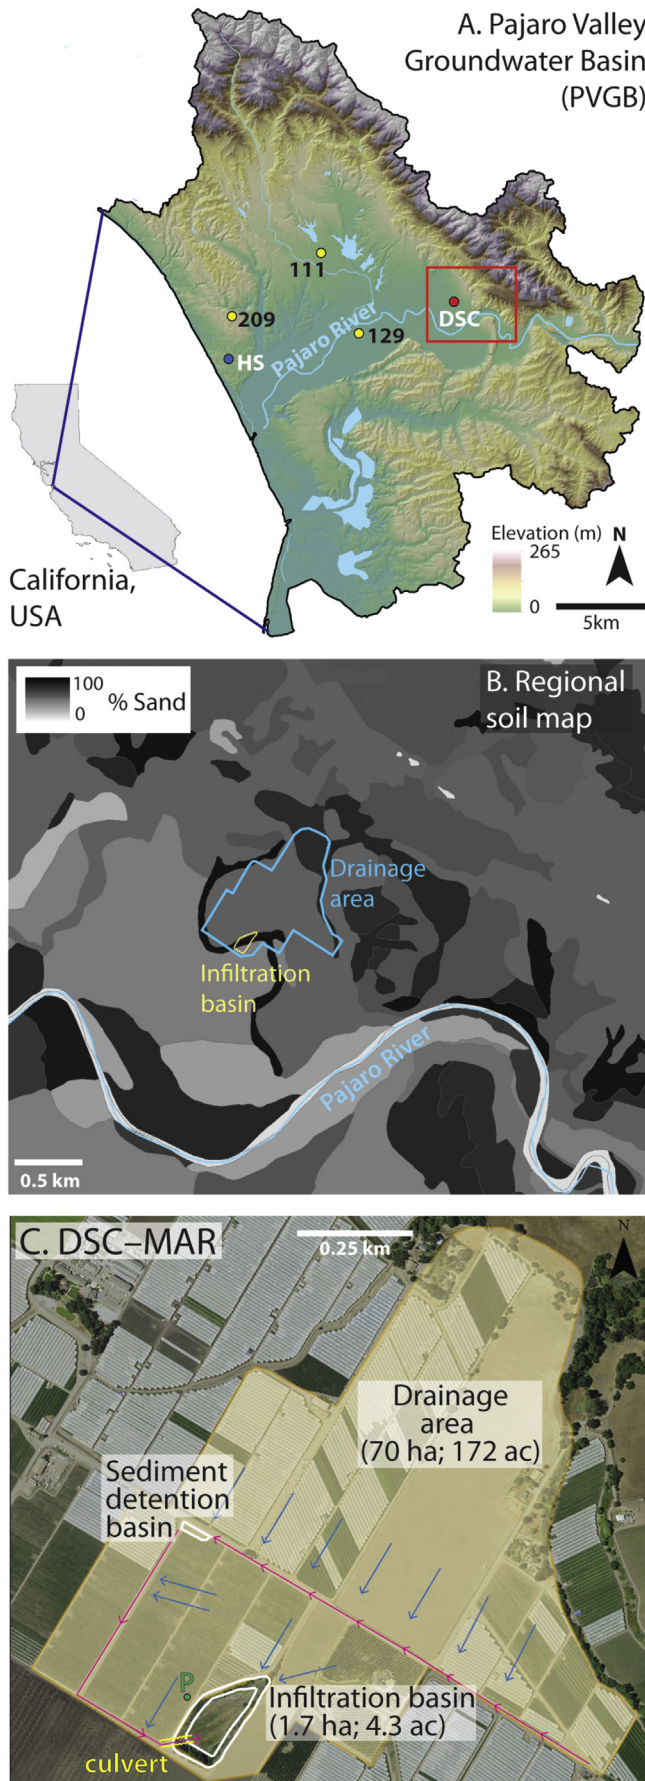 A. Pajaro Valley
Groundwater Basin
(PVGB)
111
209
Pajaro River
DSC
129
HS
Elevation (m)
265
0
N
5km
California,
USA
100
0
% Sand
B. Regional
soil map
Drainage
area
Infiltration
basin
Pajaro River
0.5 km
C. DSC–MAR
0.25 km
N
Drainage
area
(70 ha; 172 ac)
Sediment
detention
basin
P
Infiltration basin
(1.7 ha; 4.3 ac)
culvert